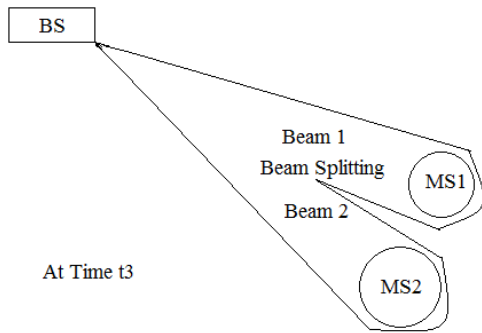 BS
Beam 1
Beam Splitting
MS1
Beam 2
At Time t3
MS2